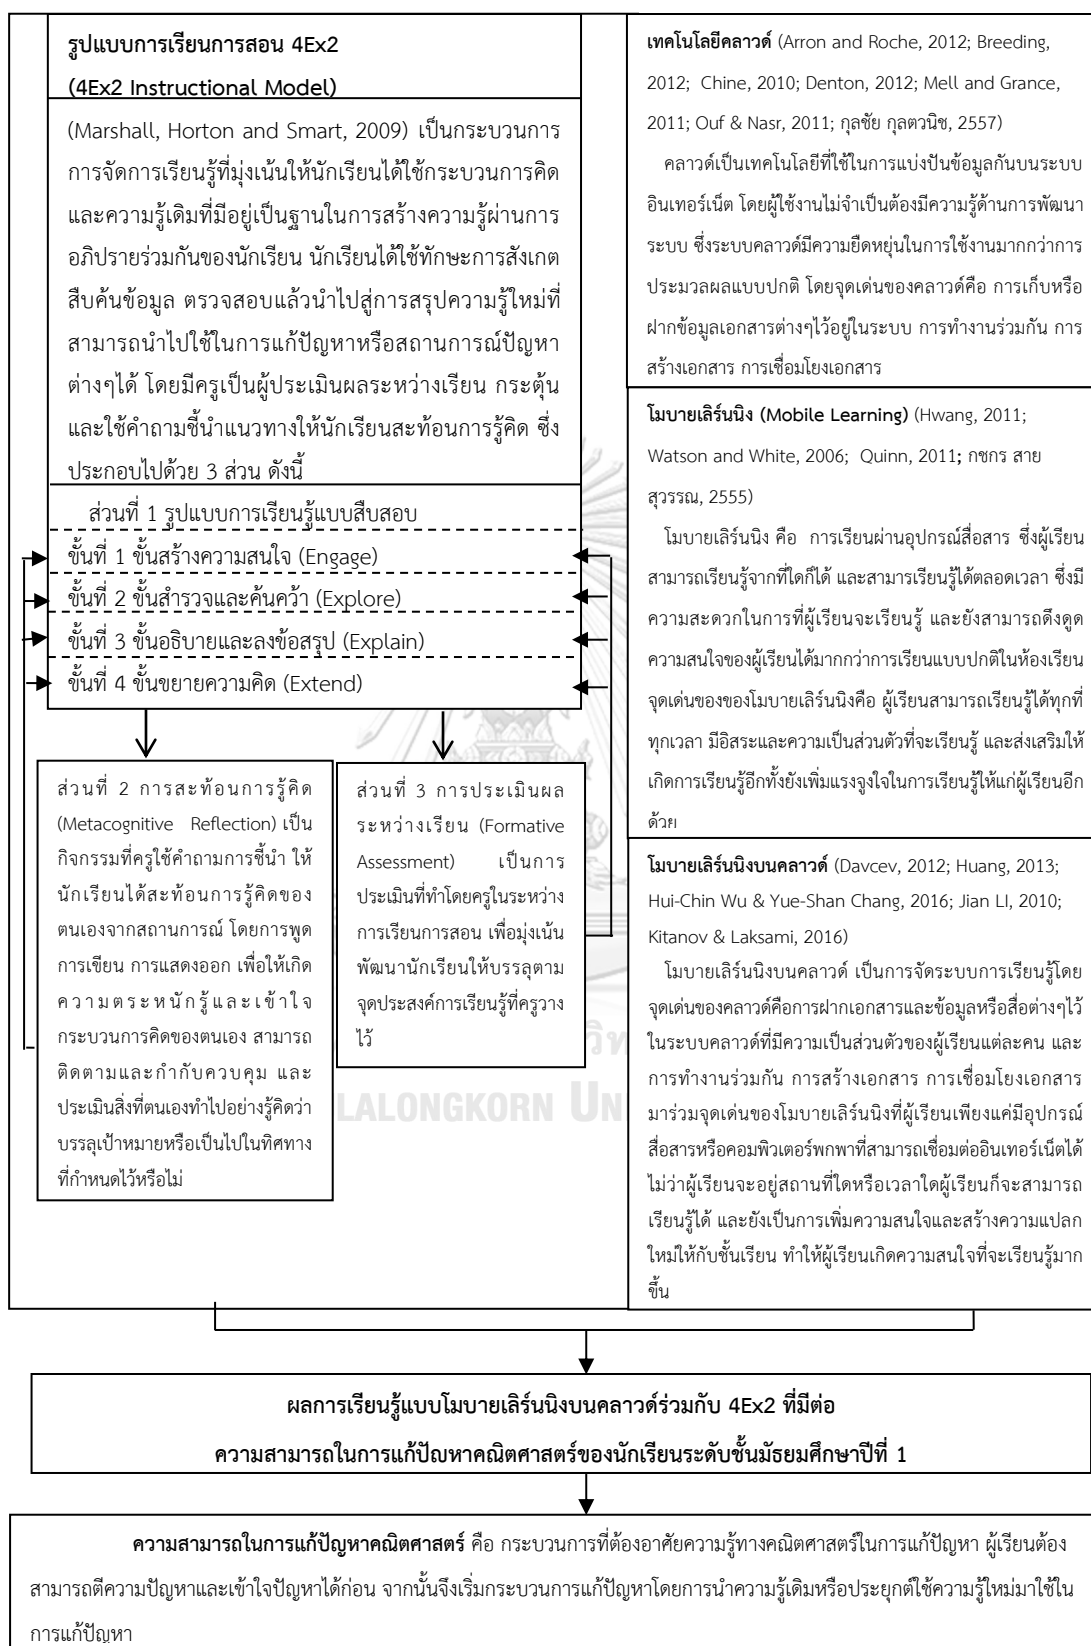 รูปแบบการเรียนการสอน 4Ex2
(4Ex2 Instructional Model)
(Marshall, Horton and Smart, 2009) เป็นกระบวนการ
การจัดการเรียนรู้ที่มุ่งเน้นให้นักเรียนได้ใช้กระบวนการคิด
และความรู้เดิมที่มีอยู่เป็นฐานในการสร้างความรู้ผ่านการ
อภิปรายร่วมกันของนักเรียน นักเรียนได้ใช้ทักษะการสังเกต
สืบค้นข้อมูล ตรวจสอบแล้วนำไปสู่การสรุปความรู้ใหม่ที่
สามารถนำไปใช้ในการแก้ปัญหาหรือสถานการณ์ปัญหา
ต่างๆได้ โดยมีครูเป็นผู้ประเมินผลระหว่างเรียน กระตุ้น
และใช้คำถามชี้นำแนวทางให้นักเรียนสะท้อนการรู้คิด ซึ่ง
ประกอบไปด้วย 3 ส่วน ดังนี้
ส่วนที่ 1 รูปแบบการเรียนรู้แบบสืบสอบ
ขั้นที่ 1 ขั้นสร้างความสนใจ (Engage)
ขั้นที่ 2 ขั้นสำรวจและค้นคว้า (Explore)
ขั้นที่ 3 ขั้นอธิบายและลงข้อสรุป (Explain)
ขั้นที่ 4 ขั้นขยายความคิด (Extend)
ส่วนที่ 2 การสะท้อนการรู้คิด
(Metacognitive Reflection) เป็น
กิจกรรมที่ครูใช้คำถามการชี้นำ ให้
นักเรียนได้สะท้อนการรู้คิดของ
ตนเองจากสถานการณ์ โดยการพูด
การเขียน การแสดงออก เพื่อให้เกิด
ความตระหนักรู้และเข้าใจ
กระบวนการคิดของตนเอง สามารถ
ติดตามและกำกับควบคุม และ
ประเมินสิ่งที่ตนเองทำไปอย่างรู้คิดว่า
บรรลุเป้าหมายหรือเป็นไปในทิศทาง
ที่กำหนดไว้หรือไม่
ส่วนที่ 3 การประเมินผล
ระหว่างเรียน (Formative
Assessment) เป็นการ
ประเมินที่ทำโดยครูในระหว่าง
การเรียนการสอน เพื่อมุ่งเน้น
พัฒนานักเรียนให้บรรลุตาม
จุดประสงค์การเรียนรู้ที่ครูวาง
ไว้
เทคโนโลยีคลาวด์ (Arron and Roche, 2012; Breeding,
2012; Chine, 2010; Denton, 2012; Mell and Grance,
2011; Ouf & Nasr, 2011; กุลชัย กุลตวนิช, 2557)
คลาวด์เป็นเทคโนโลยีที่ใช้ในการแบ่งปันข้อมูลกันบนระบบ
อินเทอร์เน็ต โดยผู้ใช้งานไม่จำเป็นต้องมีความรู้ด้านการพัฒนา
ระบบ ซึ่งระบบคลาวด์มีความยืดหยุ่นในการใช้งานมากกว่าการ
ประมวลผลแบบปกติ โดยจุดเด่นของคลาวด์คือ การเก็บหรือ
ฝากข้อมูลเอกสารต่างๆไว้อยู่ในระบบ การทำงานร่วมกัน การ
สร้างเอกสาร การเชื่อมโยงเอกสาร
โมบายเลิร์นนิง (Mobile Learning) (Hwang, 2011;
Watson and White, 2006; Quinn, 2011; กชกร สาย
สุวรรณ, 2555)
โมบายเลิร์นนิง คือ การเรียนผ่านอุปกรณ์สื่อสาร ซึ่งผู้เรียน
สามารถเรียนรู้จากที่ใดก็ได้ และสามารเรียนรู้ได้ตลอดเวลา ซึ่งมี
ความสะดวกในการที่ผู้เรียนจะเรียนรู้ และยังสามารถดึงดูด
ความสนใจของผู้เรียนได้มากกว่าการเรียนแบบปกติในห้องเรียน
จุดเด่นของของโมบายเลิร์นนิงคือ ผู้เรียนสามารถเรียนรู้ได้ทุกที่
ทุกเวลา มีอิสระและความเป็นส่วนตัวที่จะเรียนรู้ และส่งเสริมให้
เกิดการเรียนรู้อีกทั้งยังเพิ่มแรงจูงใจในการเรียนรู้ให้แก่ผู้เรียนอีก
ด้วย
โมบายเลิร์นนิงบนคลาวด์ (Davcev, 2012; Huang, 2013;
Hui-Chin Wu & Yue-Shan Chang, 2016; Jian LI, 2010;
Kitanov & Laksami, 2016)
โมบายเลิร์นนิงบนคลาวด์ เป็นการจัดระบบการเรียนรู้โดย
จุดเด่นของคลาวด์คือการฝากเอกสารและข้อมูลหรือสื่อต่างๆไว้
ในระบบคลาวด์ที่มีความเป็นส่วนตัวของผู้เรียนแต่ละคน และ
การทำงานร่วมกัน การสร้างเอกสาร การเชื่อมโยงเอกสาร
มาร่วมจุดเด่นของโมบายเลิร์นนิงที่ผู้เรียนเพียงแค่มีอุปกรณ์
สื่อสารหรือคอมพิวเตอร์พกพาที่สามารถเชื่อมต่ออินเทอร์เน็ตได้
ไม่ว่าผู้เรียนจะอยู่สถานที่ใดหรือเวลาใดผู้เรียนก็จะสามารถ
เรียนรู้ได้ และยังเป็นการเพิ่มความสนใจและสร้างความแปลก
ใหม่ให้กับชั้นเรียน ทำให้ผู้เรียนเกิดความสนใจที่จะเรียนรู้มาก
ขึ้น
LALONGKORN UN
ผลการเรียนรู้แบบโมบายเลิร์นนิงบนคลาวด์ร่วมกับ 4Ex2 ที่มีต่อ
ความสามารถในการแก้ปัญหาคณิตศาสตร์ของนักเรียนระดับชั้นมัธยมศึกษาปีที่ 1
ความสามารถในการแก้ปัญหาคณิตศาสตร์ คือ กระบวนการที่ต้องอาศัยความรู้ทางคณิตศาสตร์ในการแก้ปัญหา ผู้เรียนต้อง
สามารถตีความปัญหาและเข้าใจปัญหาได้ก่อน จากนั้นจึงเริ่มกระบวนการแก้ปัญหาโดยการนำความรู้เดิมหรือประยุกต์ใช้ความรู้ใหม่มาใช้ใน
การแก้ปัญหา